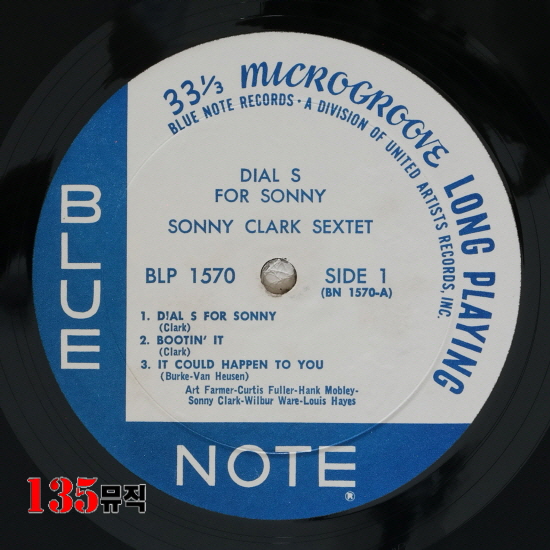 33⅓ MICROGROOVE LONG PLAYING
BLUE NOTE RECORDS • A DIVISION OF UNITED ARTISTS RECORDS, INC.
DIAL S
FOR SONNY
SONNY CLARK SEXTET
BLP 1570 SIDE 1
(BN 1570-A)
1. DIAL S FOR SONNY
(Clark)
2. BOOTIN' IT
(Clark)
3. IT COULD HAPPEN TO YOU
(Burke-Van Heusen)
Art Farmer-Curtis Fuller-Hank Mobley-
Sonny Clark-Wilbur Ware-Louis Hayes
BLUE
NOTE®
135뮤직